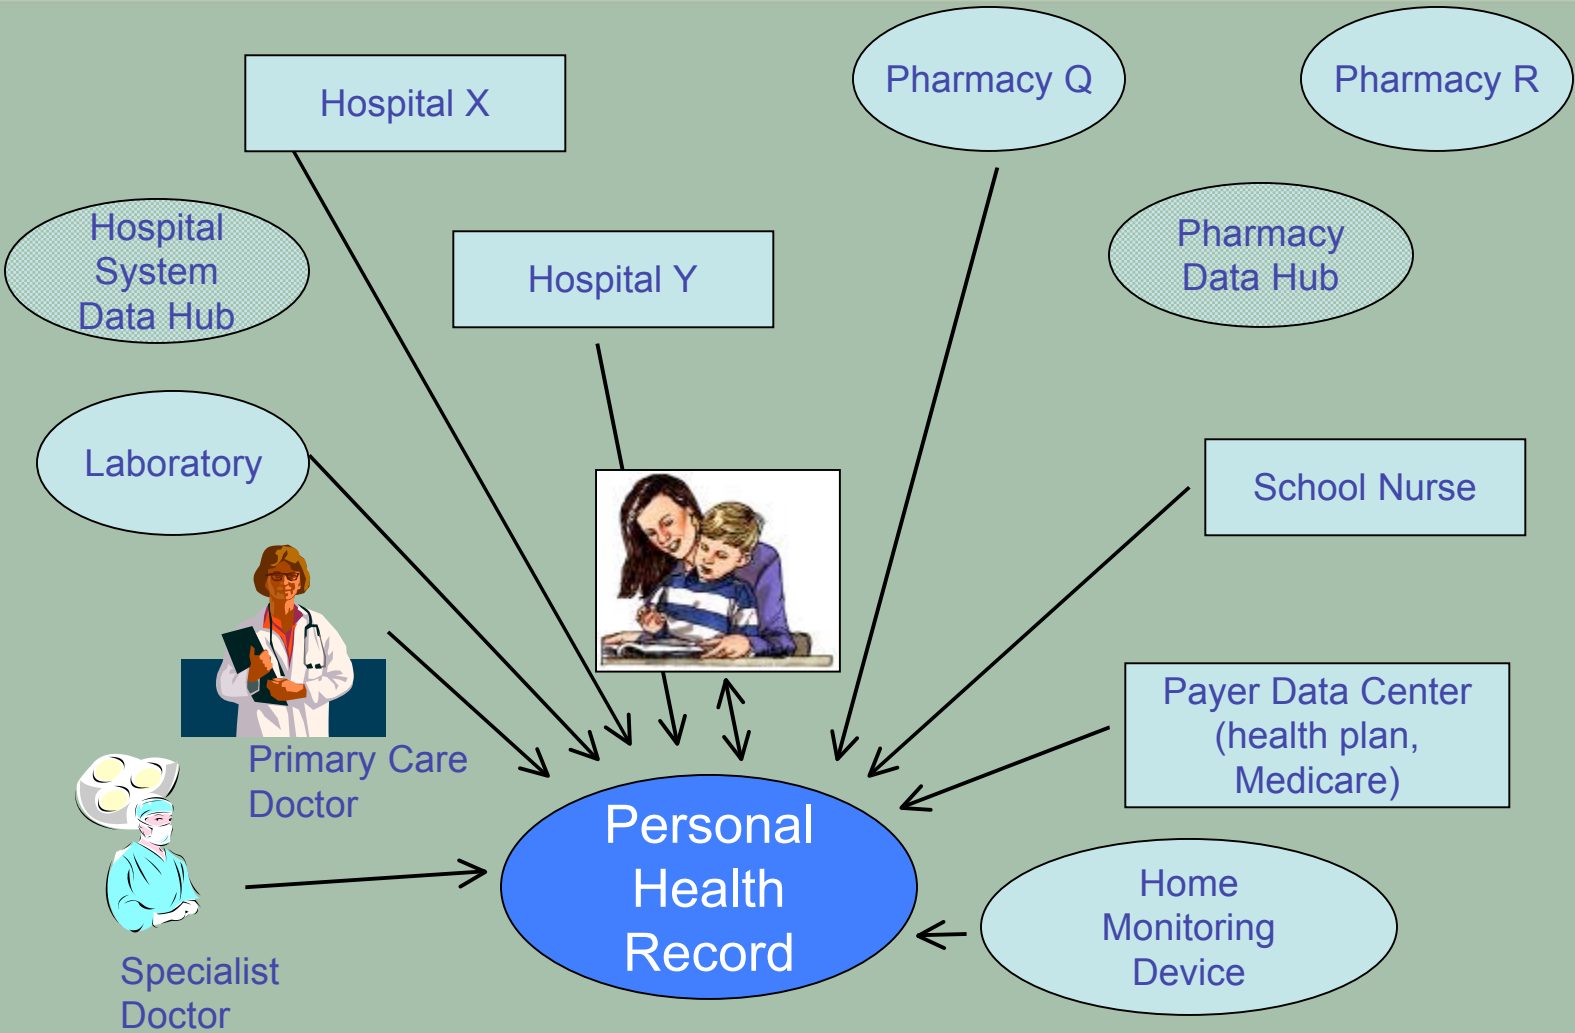 Pharmacy Q
Pharmacy R
Hospital X
Hospital
System
Data Hub
Hospital Y
Pharmacy
Data Hub
Laboratory
School Nurse
Primary Care
Doctor
Payer Data Center
(health plan,
Medicare)
Personal
Health
Record
Home
Monitoring
Device
Specialist
Doctor